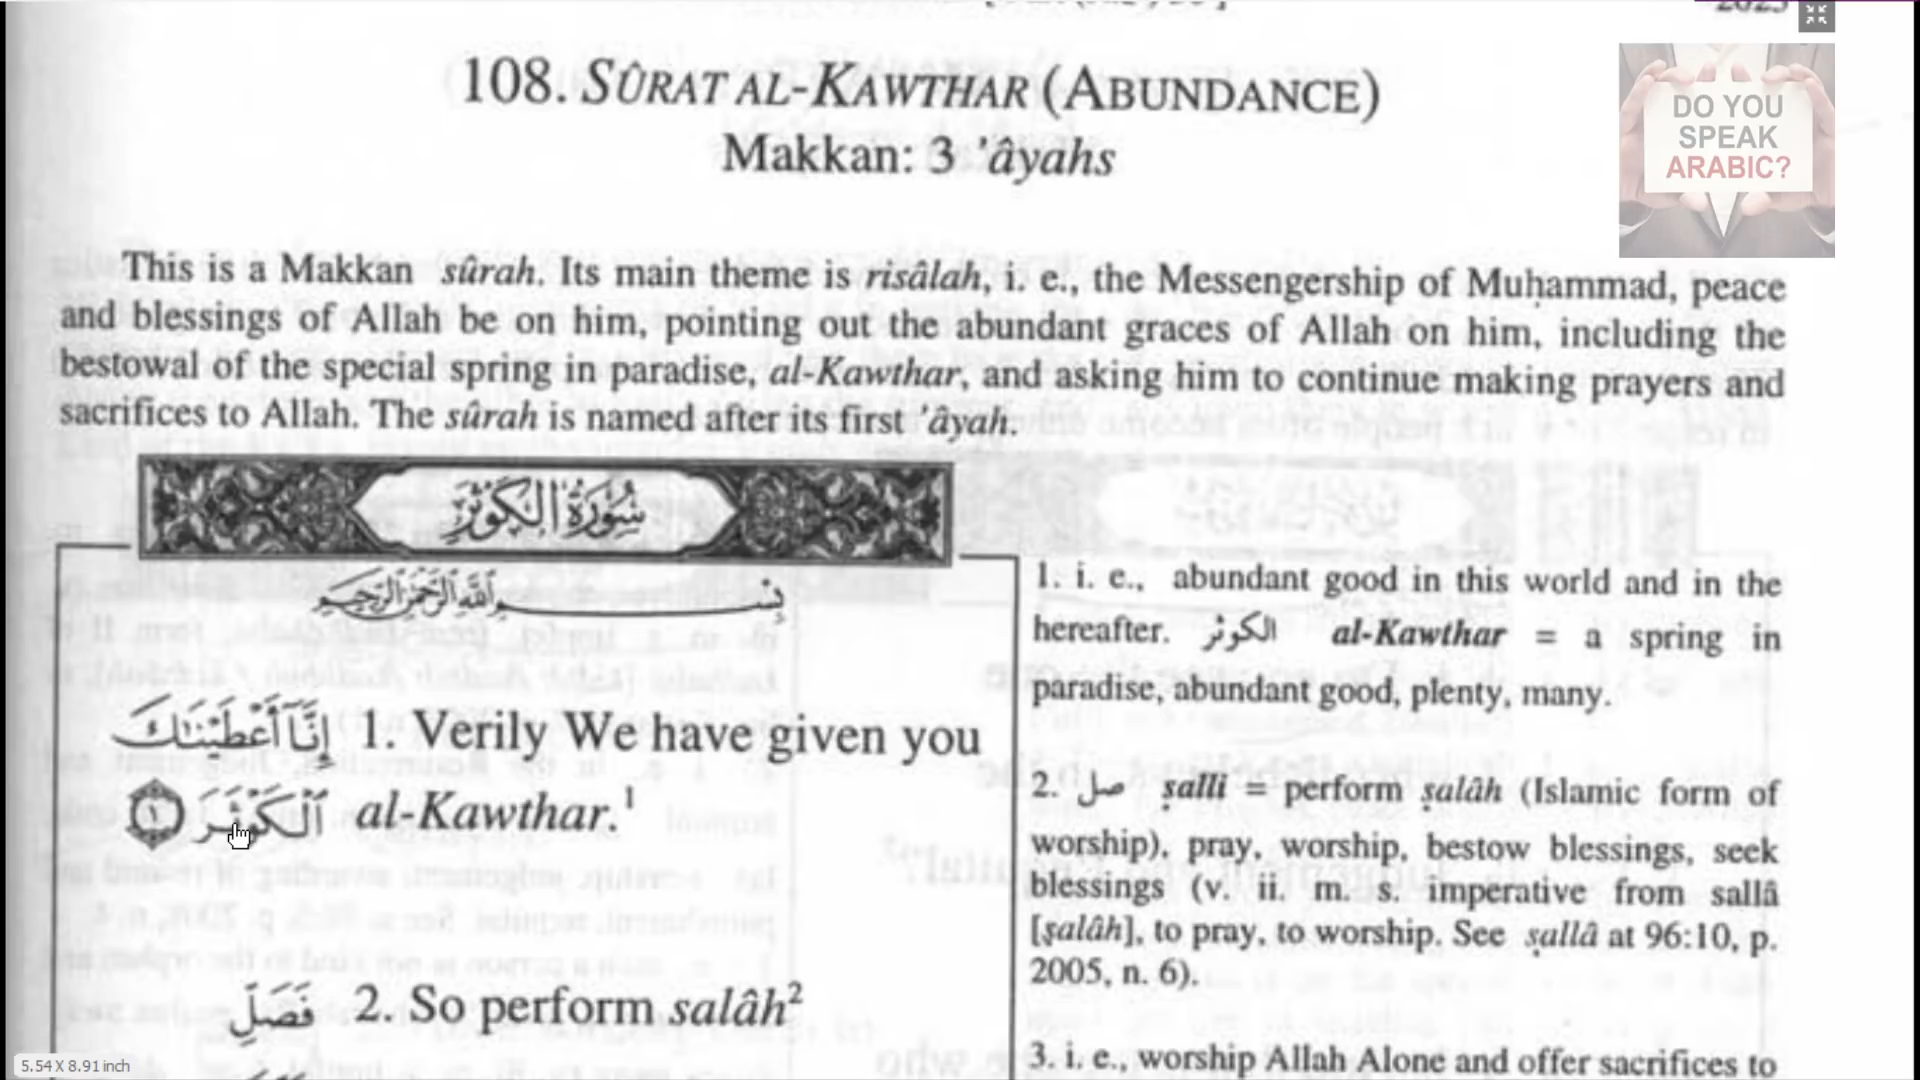 108. SÛRAT AL-KAWTHAR (ABUNDANCE)
Makkan: 3 'âyahs
DO YOU
SPEAK
ARABIC?
This is a Makkan sûrah. Its main theme is risâlah, i. e., the Messengership of Muḥammad, peace
and blessings of Allah be on him, pointing out the abundant graces of Allah on him, including the
bestowal of the special spring in paradise, al-Kawthar, and asking him to continue making prayers and
sacrifices to Allah. The sûrah is named after its first 'âyah.
سُورَةُ الْكَوْثَرِ
بِسْمِ اللَّهِ الرَّحْمَٰنِ الرَّحِيمِ
إِنَّا أَعْطَيْنَاكَ 1. Verily We have given you
الْكَوْثَرَ ١ al-Kawthar.¹
فَصَلِّ 2. So perform salâh²
1. i. e., abundant good in this world and in the
hereafter. الكوثر al-Kawthar = a spring in
paradise, abundant good, plenty, many.
2. صل ṣalli = perform ṣalâh (Islamic form of
worship), pray, worship, bestow blessings, seek
blessings (v. ii. m. s. imperative from sallâ
[ṣalâh], to pray, to worship. See ṣallâ at 96:10, p.
2005, n. 6).
3. i. e., worship Allah Alone and offer sacrifices to
5.54 X 8.91 inch